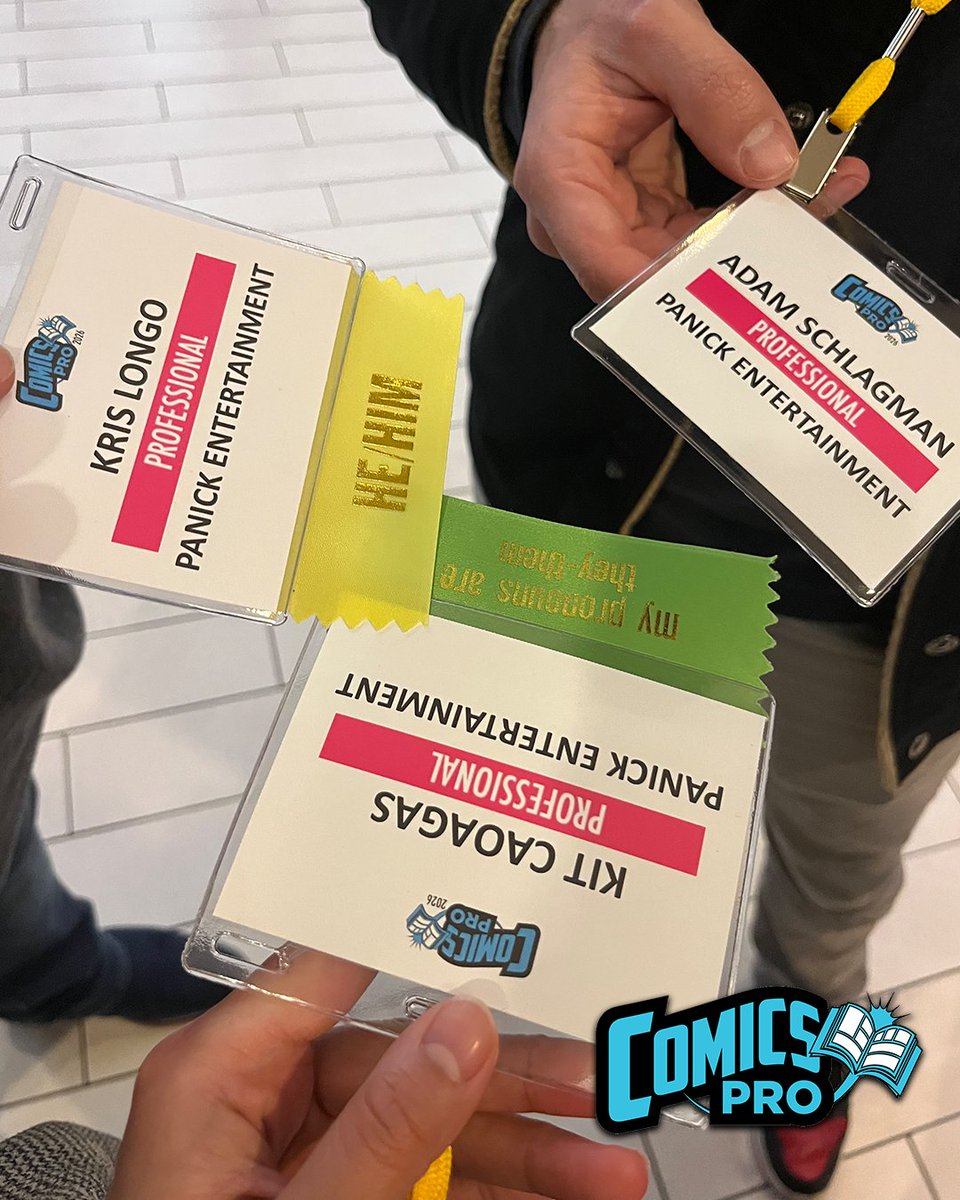 COMICS
PRO
2026
KRIS LONGO
PROFESSIONAL
PANICK ENTERTAINMENT
HE/HIM
COMICS
PRO
2026
ADAM SCHLAGMAN
PROFESSIONAL
PANICK ENTERTAINMENT
my pronouns are
they-them
COMICS
PRO
2026
KIT CAOAGAS
PROFESSIONAL
PANICK ENTERTAINMENT
COMICS
PRO